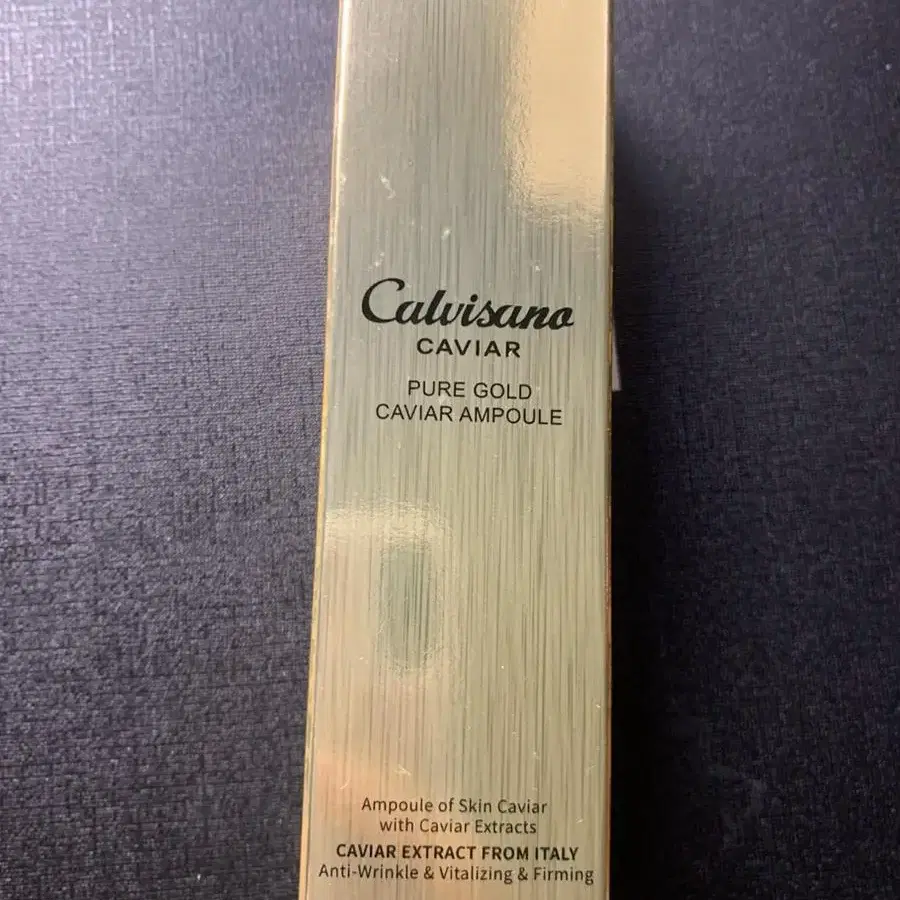 Calvisano
CAVIAR
PURE GOLD
CAVIAR AMPOULE
Ampoule of Skin Caviar
with Caviar Extracts
CAVIAR EXTRACT FROM ITALY
Anti-Wrinkle & Vitalizing & Firming